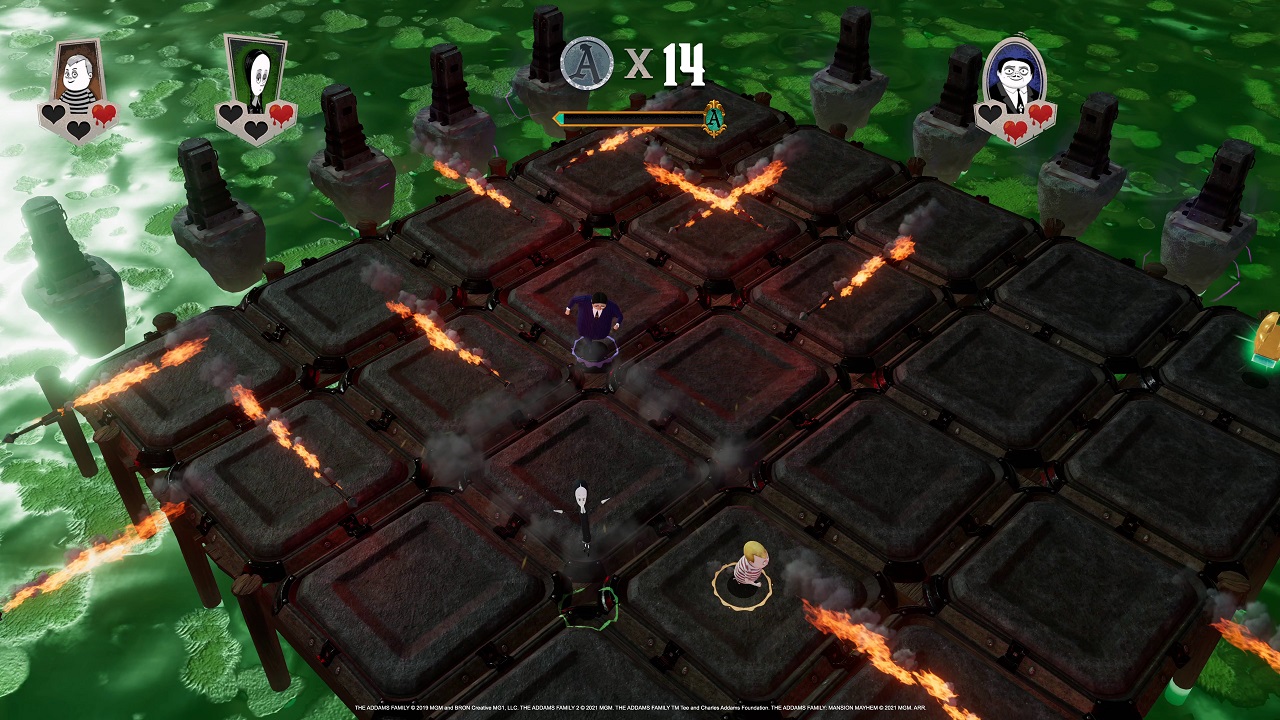 A X 14
A
THE ADDAMS FAMILY © 2019 MGM and BRON Creative MG1, LLC. THE ADDAMS FAMILY 2 © 2021 MGM. THE ADDAMS FAMILY TM Tee and Charles Addams Foundation. THE ADDAMS FAMILY: MANSION MAYHEM © 2021 MGM. ARR.